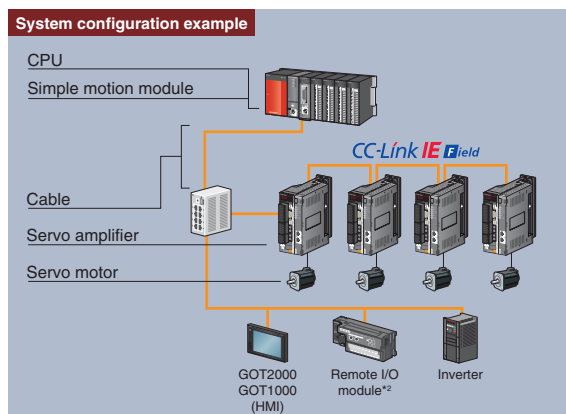 System configuration example
CPU
Simple motion module
CC-Link IE Field
Cable
Servo amplifier
Servo motor
GOT2000
GOT1000
(HMI)
Remote I/O
module*2
Inverter